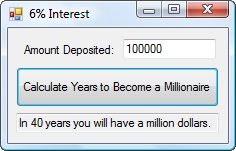 6% Interest
Amount Deposited: 100000
Calculate Years to Become a Millionaire
In 40 years you will have a million dollars.